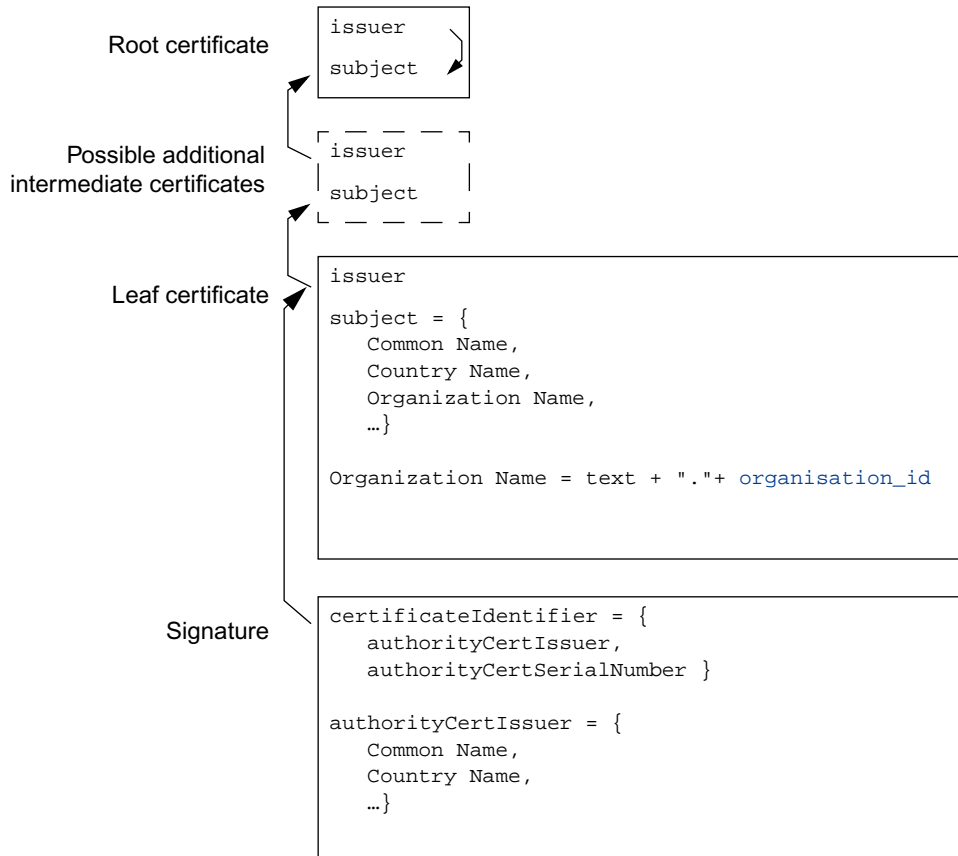 Root certificate
issuer
subject
Possible additional
intermediate certificates
issuer
subject
Leaf certificate
issuer
subject = {
Common Name,
Country Name,
Organization Name,
…}
Organization Name = text + "."+ organisation_id
Signature
certificateIdentifier = {
authorityCertIssuer,
authorityCertSerialNumber }
authorityCertIssuer = {
Common Name,
Country Name,
…}